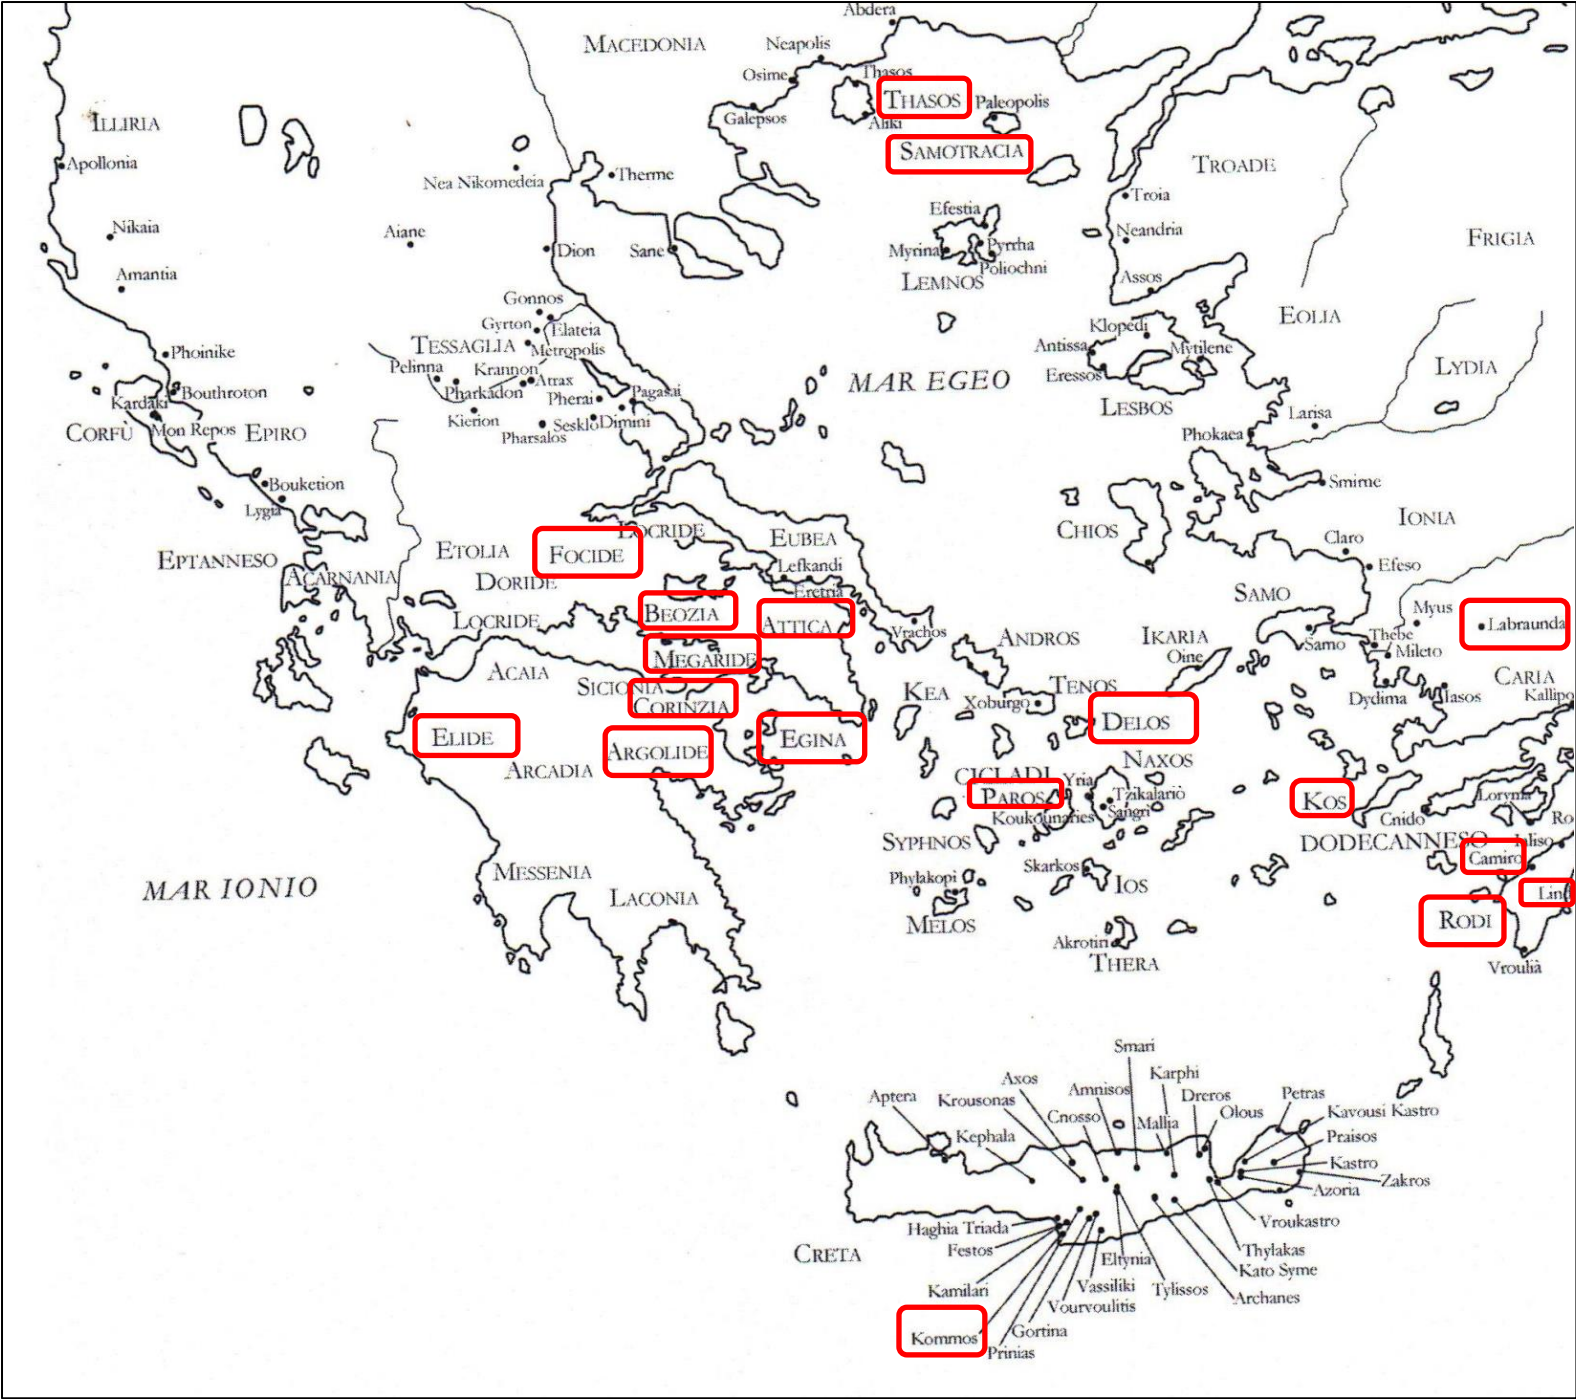 Abdera
MACEDONIA
Neapolis
Osime
Thasos
THASOS
Paleopolis
Galepsos
Aliki
ILLIRIA
SAMOTRACIA
Apollonia
TROADE
Nea Nikomedeia
Therme
Troia
Efestia
Nikaia
Aiane
Neandria
FRIGIA
Dion
Sane
Myrina
Pyrrha
Poliochni
Amantia
LEMNOS
Assos
Gonnos
EOLIA
Gyrton
Elateia
Klopedi
TESSAGLIA
Metropolis
Antissa
Mytilene
Phoinike
Pelinna
Krannon
Atrax
MAR EGEO
Eressos
LYDIA
Bouthroton
Pharkadon
Pherai
Pagasai
LESBOS
Kardaki
Larisa
Kierion
Sesklo
Dimini
CORFÙ
Mon Repos
EPIRO
Pharsalos
Phokaea
Bouketion
Smirne
Lygia
IONIA
LOCRIDE
EUBEA
CHIOS
Claro
ETOLIA
FOCIDE
EPTANNESO
Lefkandi
Efeso
ACARNANIA
DORIDE
Eretria
SAMO
BEOZIA
Myus
LOCRIDE
ATTICA
Labraunda
Vrachos
ANDROS
IKARIA
Samo
Thebe
Oine
Mileto
MEGARIDE
ACAIA
SICIONIA
TENOS
CARIA
KEA
Xoburgo
Dydima
Iasos
Kallipo
CORINZIA
DELOS
ELIDE
ARGOLIDE
EGINA
NAXOS
ARCADIA
CICLADI
Yria
PAROS
Tzikalariò
KOS
Loryma
Sangri
Koukounaries
Cnido
Ro
SYPHNOS
DODECANNESO
Ialiso
Camiro
Skarkos
MESSENIA
Phylakopi
IOS
MAR IONIO
LACONIA
Lind
MELOS
RODI
Akrotiri
THERA
Vroulià
Smari
Axos
Karphi
Krousonas
Amnisos
Dreros
Petras
Aptera
Olous
Kavousi Kastro
Cnosso
Mallia
Kephala
Praisos
Kastro
Zakros
Azoria
Haghia Triada
Vroukastro
Festos
Thylakas
CRETA
Eltynia
Kato Syme
Kamilari
Vassiliki
Tylissos
Archanes
Vourvoulitis
Kommos
Gortina
Prinias